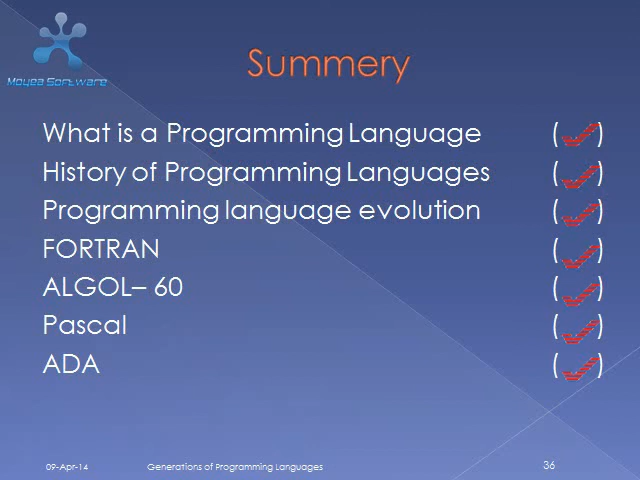 Moyea Software
Summery
What is a Programming Language ( )
History of Programming Languages ( )
Programming language evolution ( )
FORTRAN ( )
ALGOL– 60 ( )
Pascal ( )
ADA ( )
09-Apr-14 Generations of Programming Languages 36